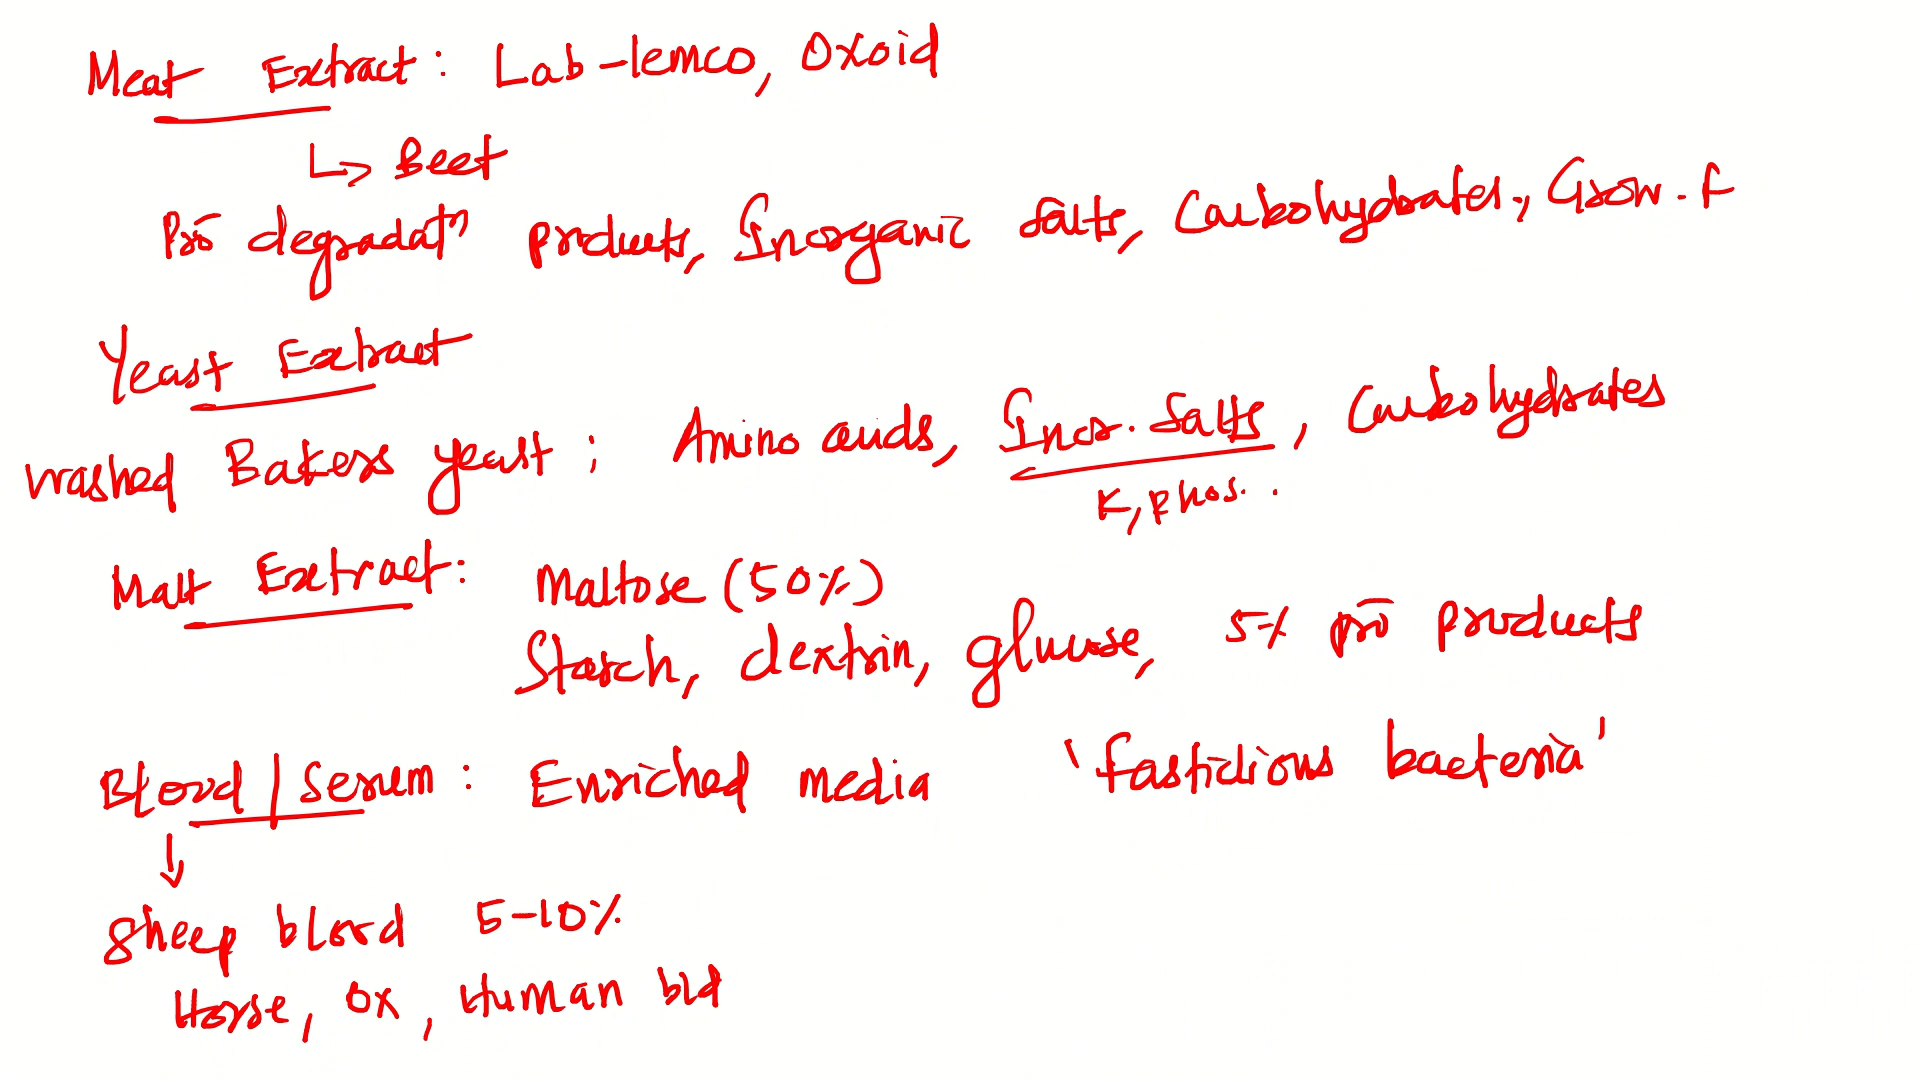 Meat Extract: Lab-lemco, Oxoid
↳ Beef
Prō degradatⁿ products, Inorganic salts, Carbohydrates, Grow. f
Yeast Extract
washed Bakers yeast; Amino acids, Inor. Salts, Carbohydrates
K, phos..
Malt Extract: Maltose (50%)
Starch, dextrin, glucose, 5% prō products
Blood/Serum: Enriched media 'fastidious bacteria'
↓
Sheep blood 5-10%
Horse, Ox, Human bld